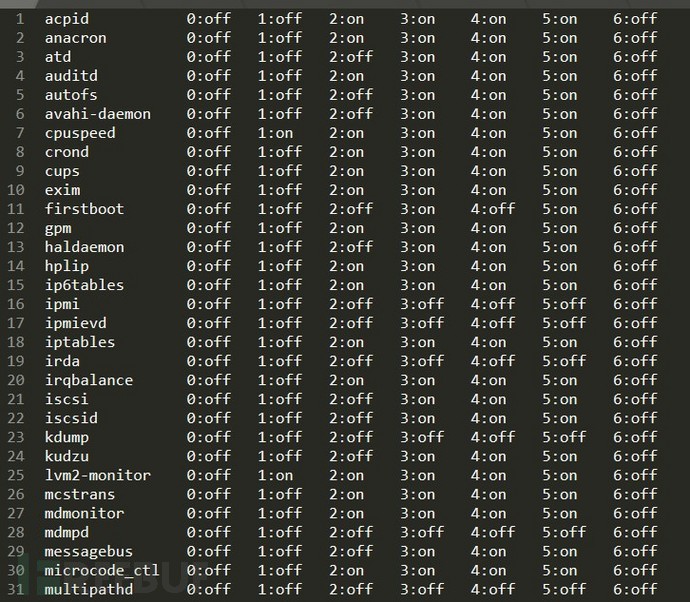 1 acpid 0:off 1:off 2:on 3:on 4:on 5:on 6:off
2 anacron 0:off 1:off 2:on 3:on 4:on 5:on 6:off
3 atd 0:off 1:off 2:off 3:on 4:on 5:on 6:off
4 auditd 0:off 1:off 2:on 3:on 4:on 5:on 6:off
5 autofs 0:off 1:off 2:off 3:on 4:on 5:on 6:off
6 avahi-daemon 0:off 1:off 2:off 3:on 4:on 5:on 6:off
7 cpuspeed 0:off 1:on 2:on 3:on 4:on 5:on 6:off
8 crond 0:off 1:off 2:on 3:on 4:on 5:on 6:off
9 cups 0:off 1:off 2:on 3:on 4:on 5:on 6:off
10 exim 0:off 1:off 2:on 3:on 4:on 5:on 6:off
11 firstboot 0:off 1:off 2:off 3:on 4:off 5:on 6:off
12 gpm 0:off 1:off 2:on 3:on 4:on 5:on 6:off
13 haldaemon 0:off 1:off 2:off 3:on 4:on 5:on 6:off
14 hplip 0:off 1:off 2:on 3:on 4:on 5:on 6:off
15 ip6tables 0:off 1:off 2:on 3:on 4:on 5:on 6:off
16 ipmi 0:off 1:off 2:off 3:off 4:off 5:off 6:off
17 ipmievd 0:off 1:off 2:off 3:off 4:off 5:off 6:off
18 iptables 0:off 1:off 2:on 3:on 4:on 5:on 6:off
19 irda 0:off 1:off 2:off 3:off 4:off 5:off 6:off
20 irqbalance 0:off 1:off 2:on 3:on 4:on 5:on 6:off
21 iscsi 0:off 1:off 2:off 3:on 4:on 5:on 6:off
22 iscsid 0:off 1:off 2:off 3:on 4:on 5:on 6:off
23 kdump 0:off 1:off 2:off 3:off 4:off 5:off 6:off
24 kudzu 0:off 1:off 2:off 3:on 4:on 5:on 6:off
25 lvm2-monitor 0:off 1:on 2:on 3:on 4:on 5:on 6:off
26 mcstrans 0:off 1:off 2:on 3:on 4:on 5:on 6:off
27 mdmonitor 0:off 1:off 2:on 3:on 4:on 5:on 6:off
28 mdmpd 0:off 1:off 2:off 3:off 4:off 5:off 6:off
29 messagebus 0:off 1:off 2:off 3:on 4:on 5:on 6:off
30 microcode_ctl 0:off 1:off 2:on 3:on 4:on 5:on 6:off
31 multipathd 0:off 1:off 2:off 3:off 4:off 5:off 6:off